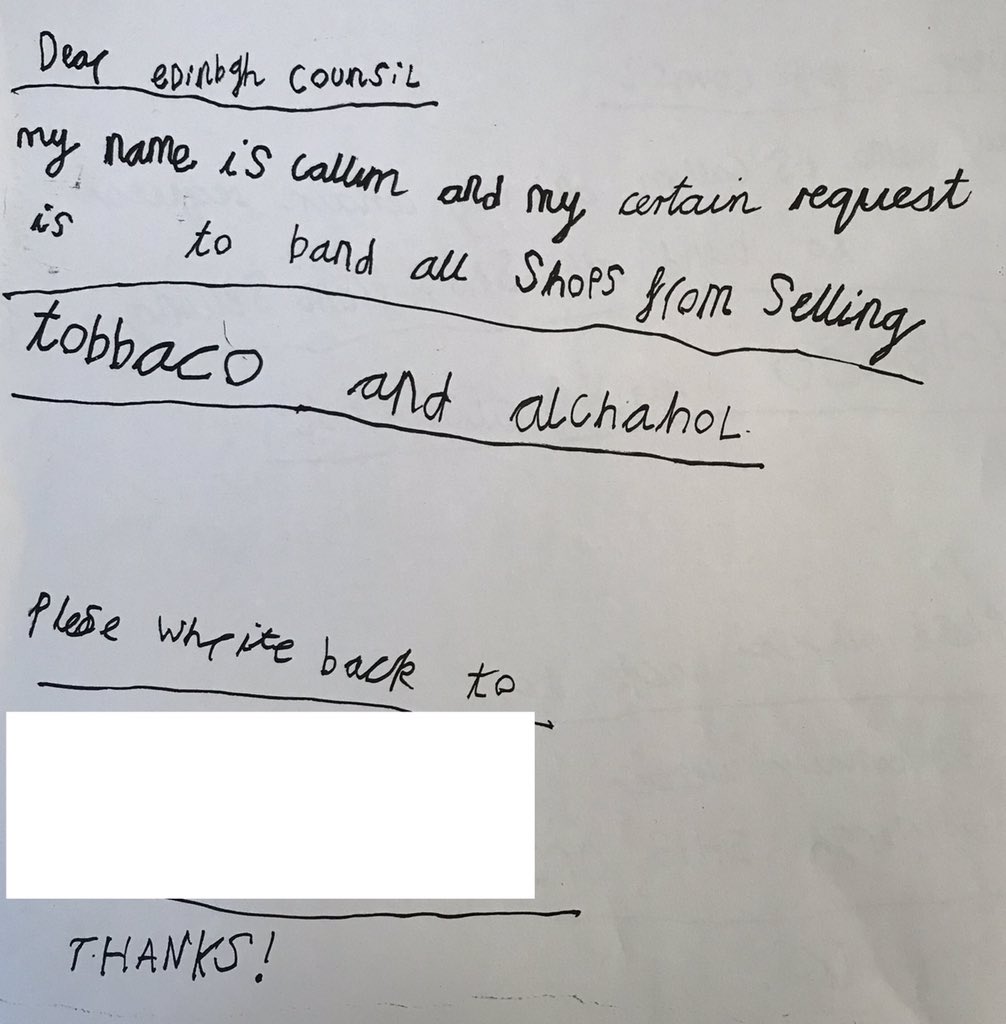 Dear edinbgh counsil
my name is callum and my certain request
is to band all shops from selling
tobbaco and alchahol.
Plese whrite back to
THANKS!